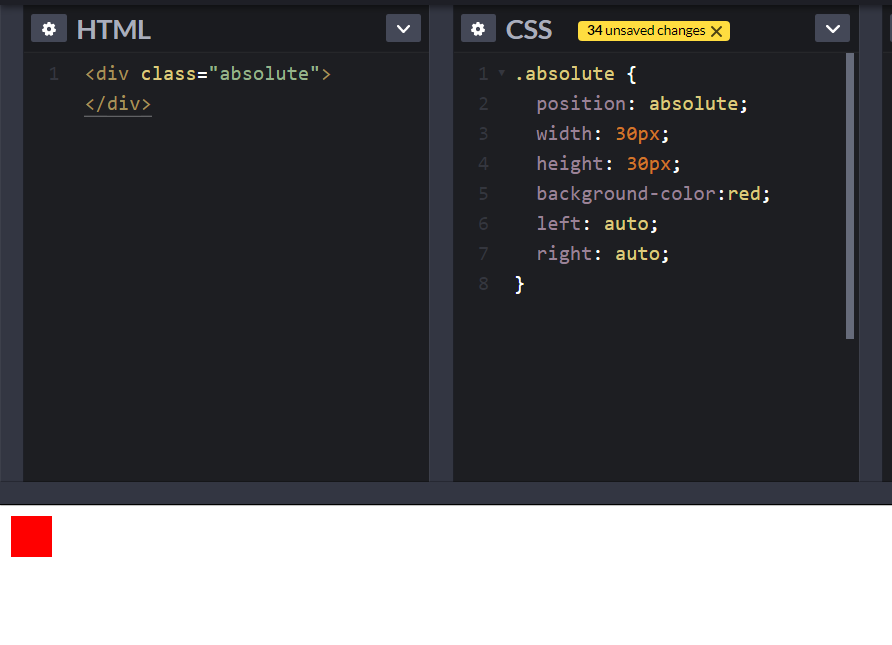 HTML
1 <div class="absolute">
</div>
CSS
34 unsaved changes
1 .absolute {
2 position: absolute;
3 width: 30px;
4 height: 30px;
5 background-color:red;
6 left: auto;
7 right: auto;
8 }